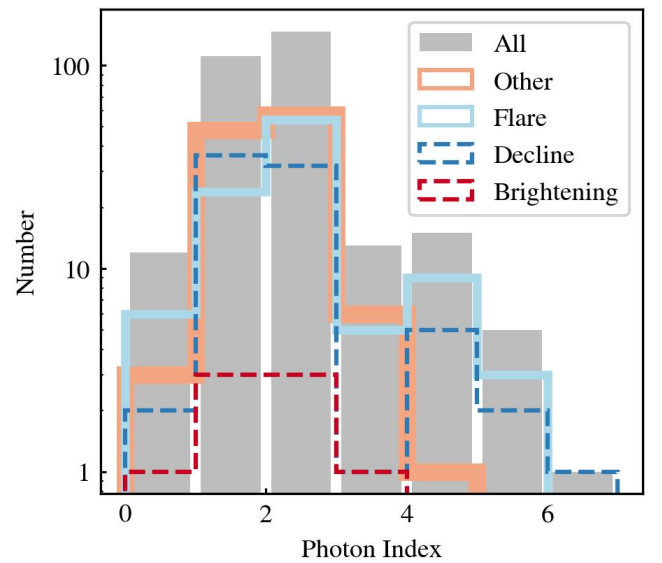 100
10
1
Number
0
2
4
6
Photon Index
All
Other
Flare
Decline
Brightening